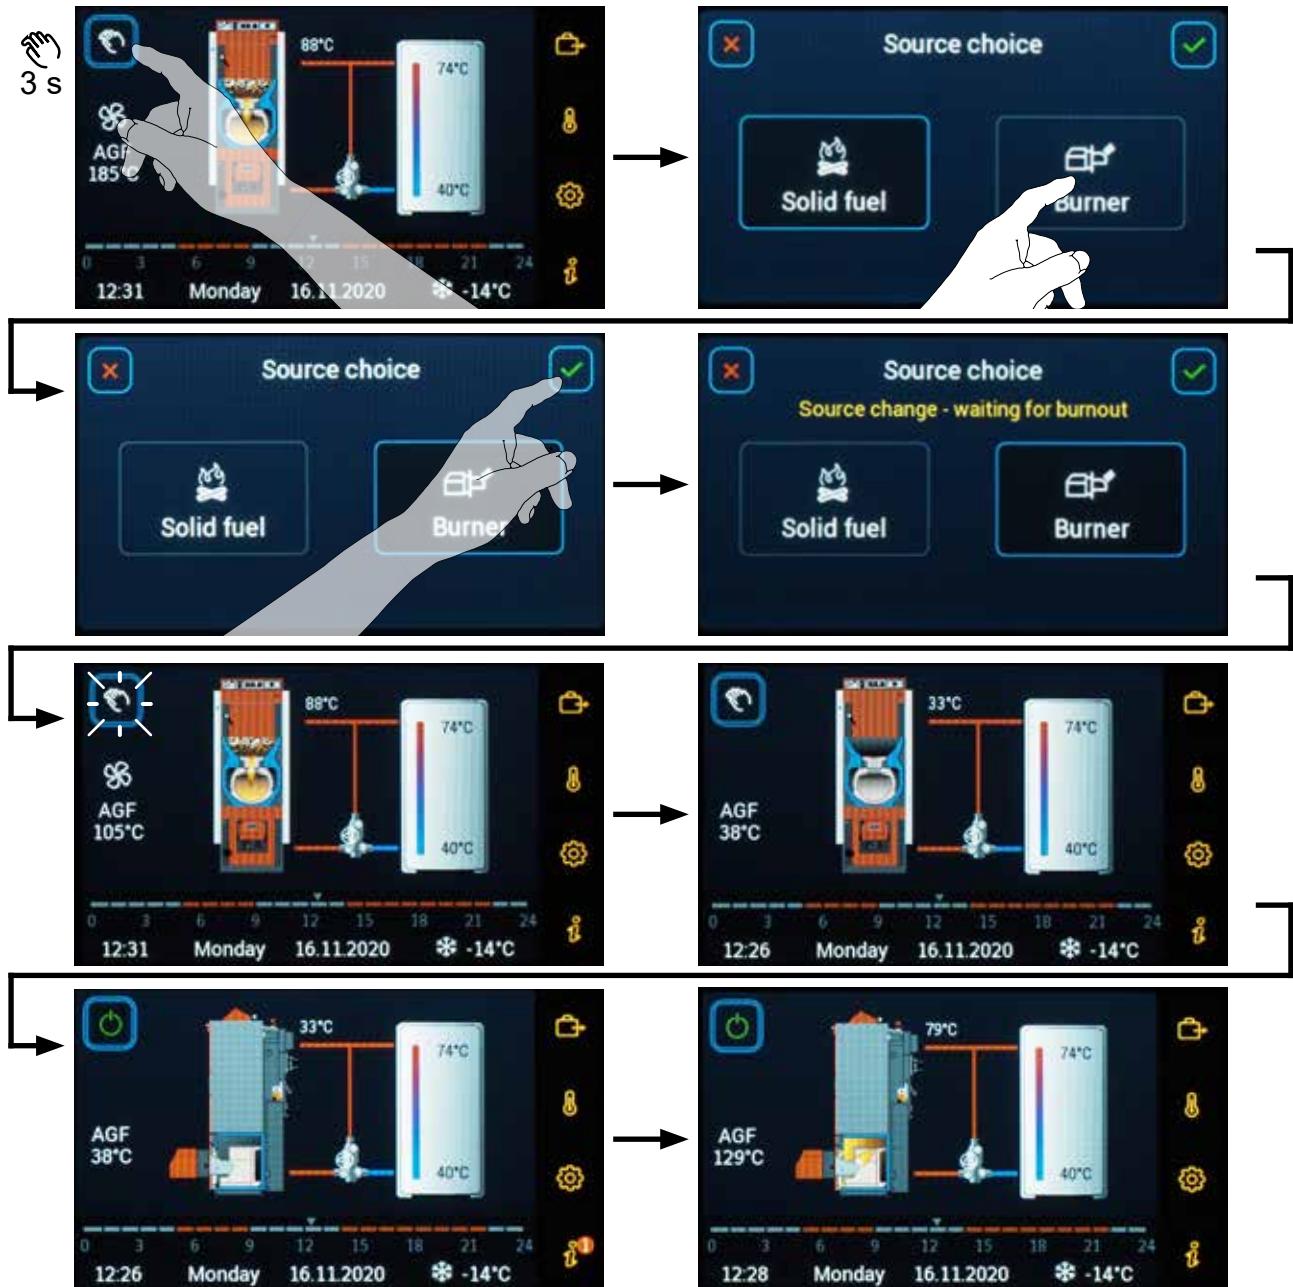 3 s
88°C
74°C
AGF
185°C
40°C
0 3 6 9 12 15 18 21 24
12:31 Monday 16.11.2020 -14°C
Source choice
Solid fuel Burner
Source choice
Solid fuel Burner
Source choice
Source change - waiting for burnout
Solid fuel Burner
88°C
74°C
AGF
105°C
40°C
0 3 6 9 12 15 18 21 24
12:31 Monday 16.11.2020 -14°C
33°C
74°C
AGF
38°C
40°C
0 3 6 9 12 15 18 21 24
12:26 Monday 16.11.2020 -14°C
33°C
74°C
AGF
38°C
40°C
0 3 6 9 12 15 18 21 24
1
12:26 Monday 16.11.2020 -14°C
79°C
74°C
AGF
129°C
40°C
0 3 6 9 12 15 18 21 24
12:28 Monday 16.11.2020 -14°C